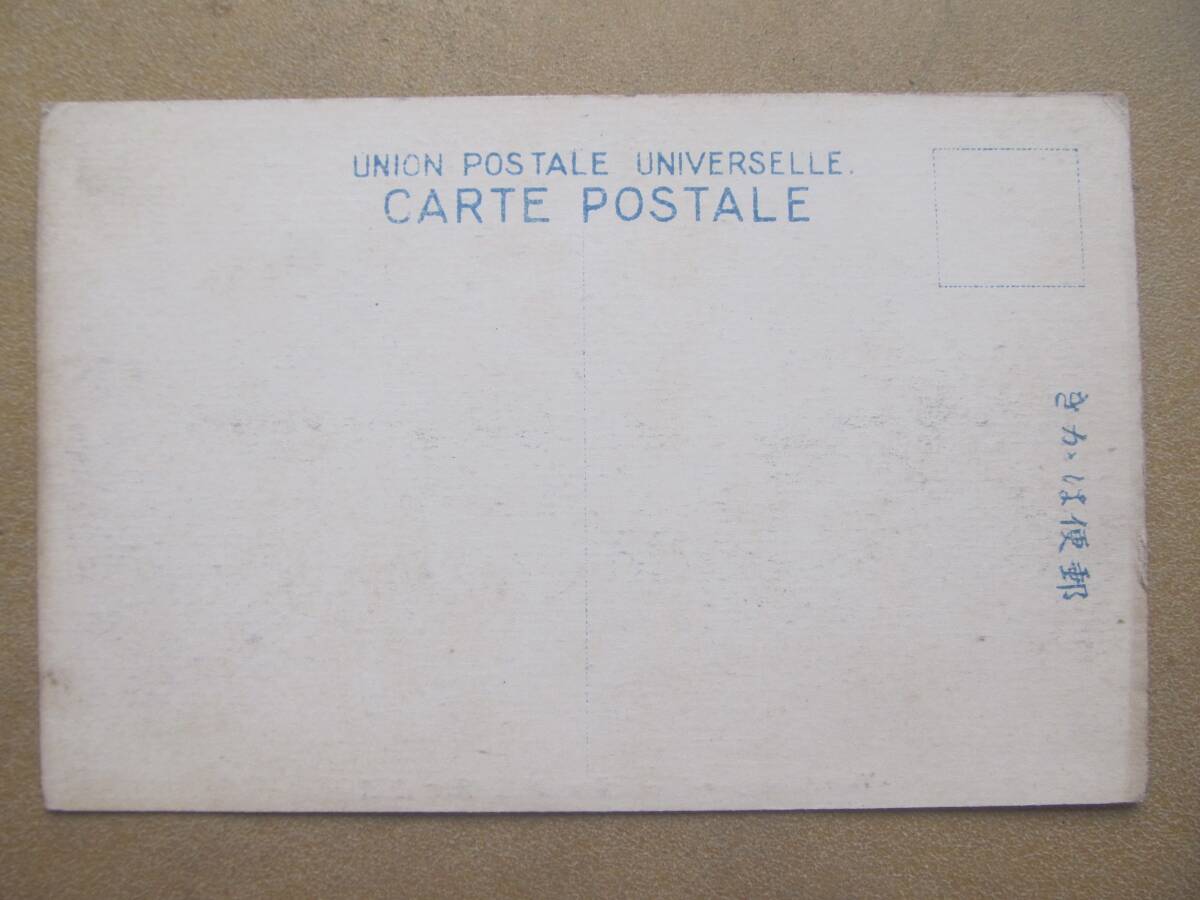 UNION POSTALE UNIVERSELLE.
CARTE POSTALE
郵便はかき